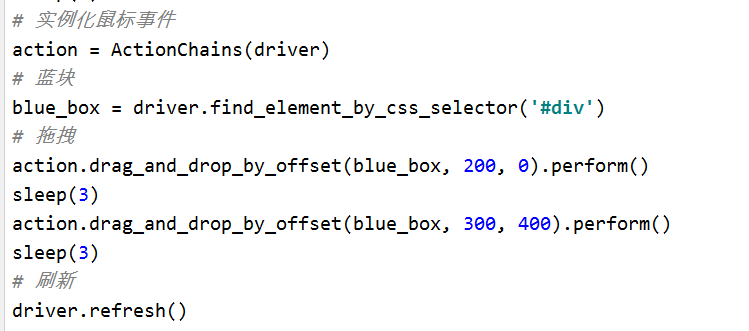 # 实例化鼠标事件
action = ActionChains(driver)
# 蓝块
blue_box = driver.find_element_by_css_selector('#div')
# 拖拽
action.drag_and_drop_by_offset(blue_box, 200, 0).perform()
sleep(3)
action.drag_and_drop_by_offset(blue_box, 300, 400).perform()
sleep(3)
# 刷新
driver.refresh()